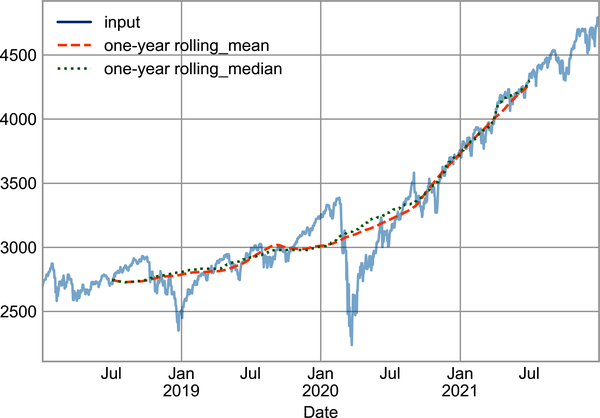 input
one-year rolling_mean
one-year rolling_median
4500
4000
3500
3000
2500
Jul Jan Jul Jan Jul Jan Jul
2019 2020 2021
Date